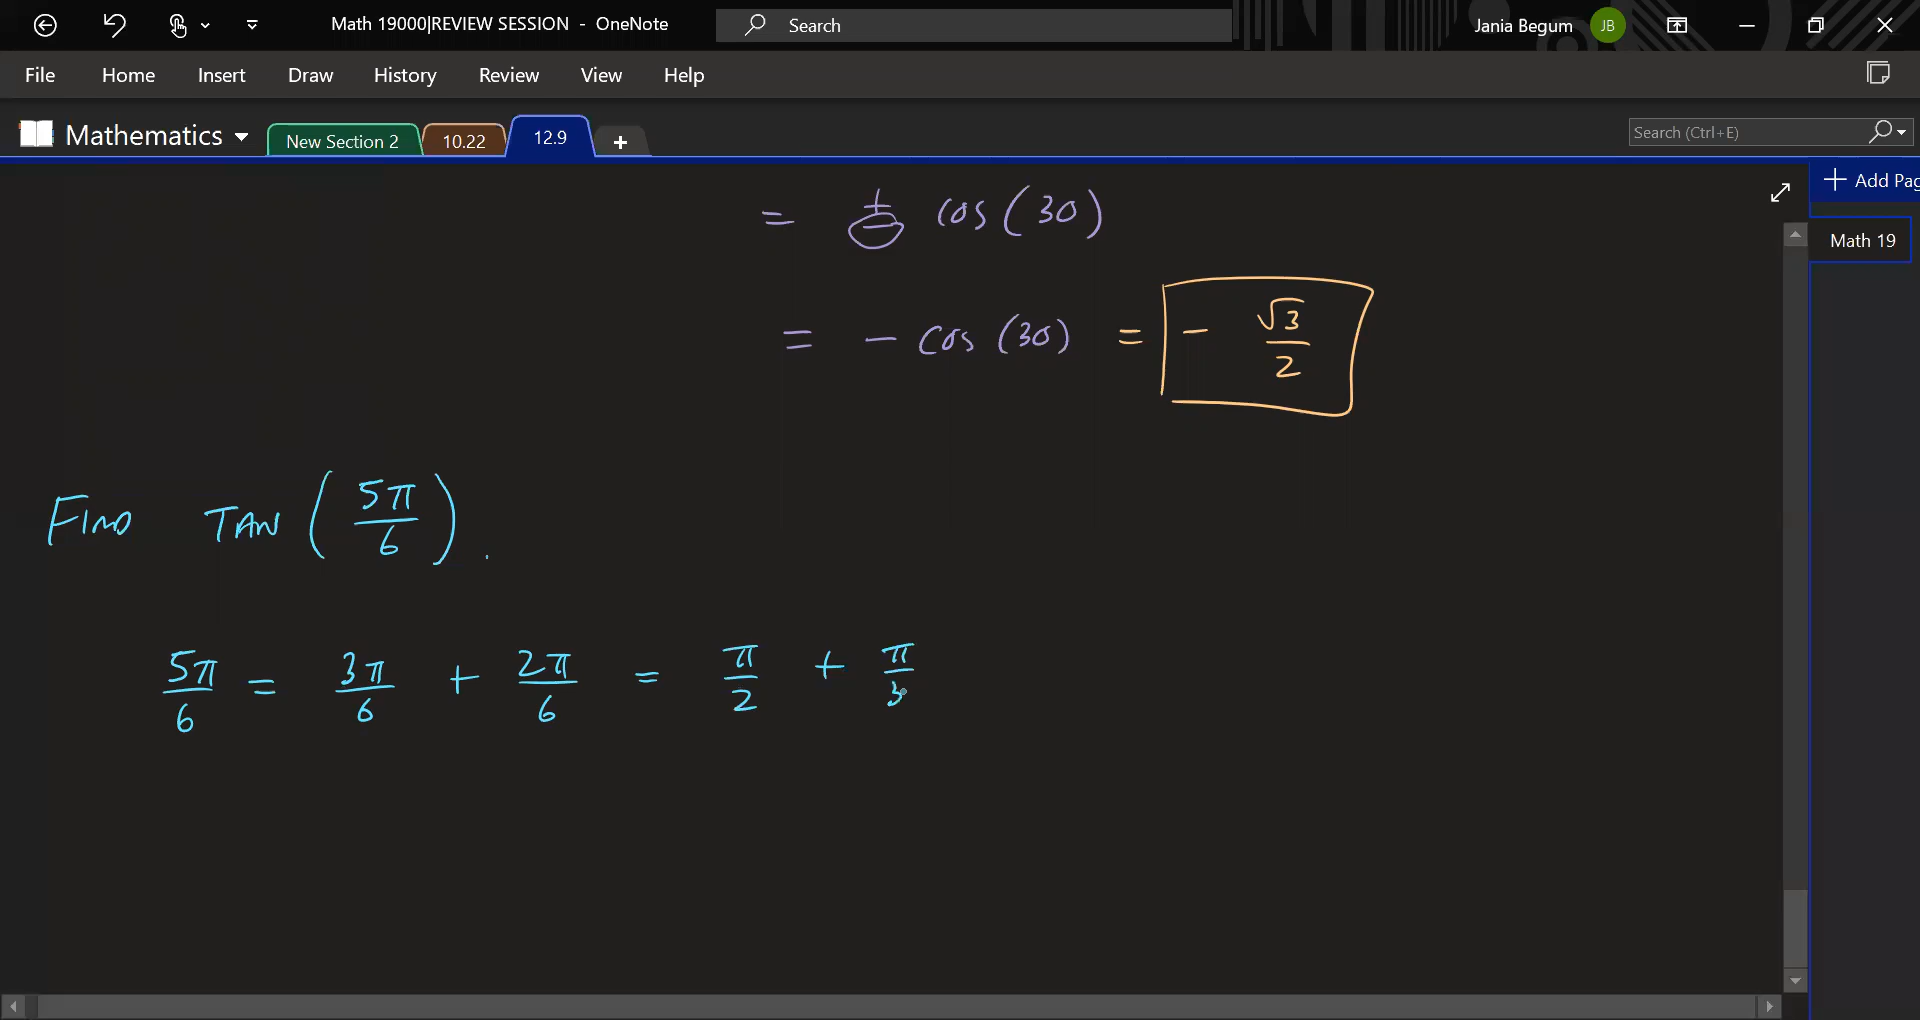 Math 19000|REVIEW SESSION - OneNote
Search
Jania Begum
JB
File Home Insert Draw History Review View Help
Mathematics
New Section 2
10.22
12.9
+
Search (Ctrl+E)
+ Add Pag
Math 19
= ± cos(30)
= - cos(30) = - √3/2
FIND TAN (5π/6).
5π/6 = 3π/6 + 2π/6 = π/2 + π/3